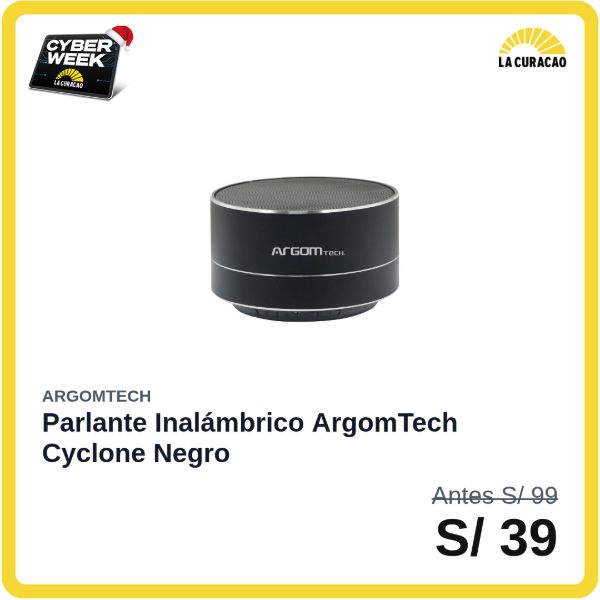 CYBER
WEEK
LA CURACAO
LA CURACAO
ARGOMTECH
ARGOMTECH
Parlante Inalámbrico ArgomTech
Cyclone Negro
Antes S/ 99
S/ 39